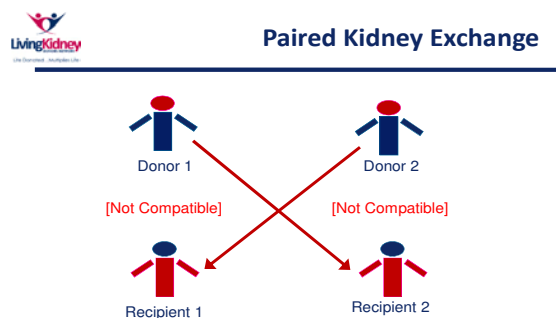 LivingKidney
Paired Kidney Exchange
Donor 1
Donor 2
[Not Compatible]
[Not Compatible]
Recipient 1
Recipient 2